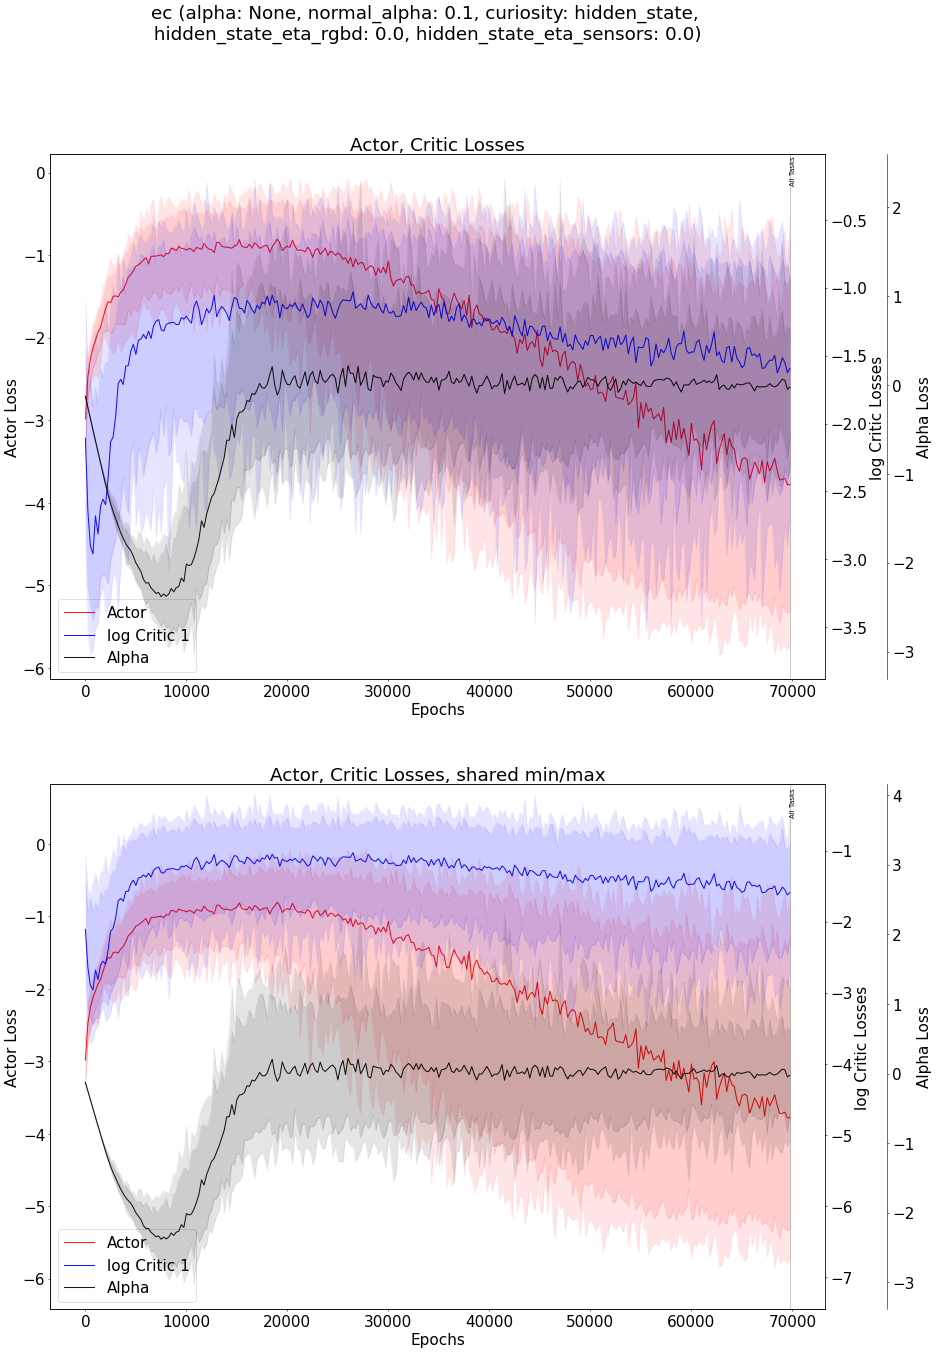 ec (alpha: None, normal_alpha: 0.1, curiosity: hidden_state,
hidden_state_eta_rgbd: 0.0, hidden_state_eta_sensors: 0.0)
Actor, Critic Losses
All Tasks
0
−1
−2
−3
−4
−5
−6
Actor Loss
−0.5
−1.0
−1.5
−2.0
−2.5
−3.0
−3.5
log Critic Losses
2
1
0
−1
−2
−3
Alpha Loss
Actor
log Critic 1
Alpha
0 10000 20000 30000 40000 50000 60000 70000
Epochs
Actor, Critic Losses, shared min/max
All Tasks
0
−1
−2
−3
−4
−5
−6
Actor Loss
−1
−2
−3
−4
−5
−6
−7
log Critic Losses
4
3
2
1
0
−1
−2
−3
Alpha Loss
Actor
log Critic 1
Alpha
0 10000 20000 30000 40000 50000 60000 70000
Epochs